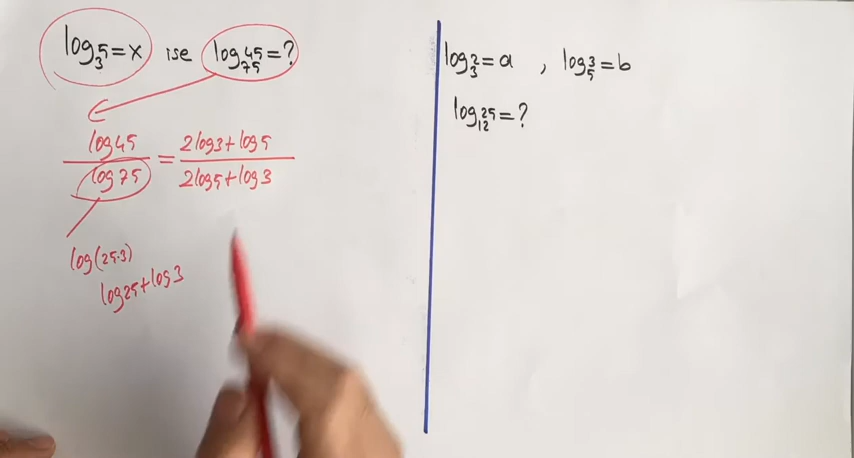 log₃5=x ise log₇₅45=?
log45/log75 = 2log3+log5/2log5+log3
log(25·3)
log25+log3
log₃2=a , log₅3=b
log₁₂25=?